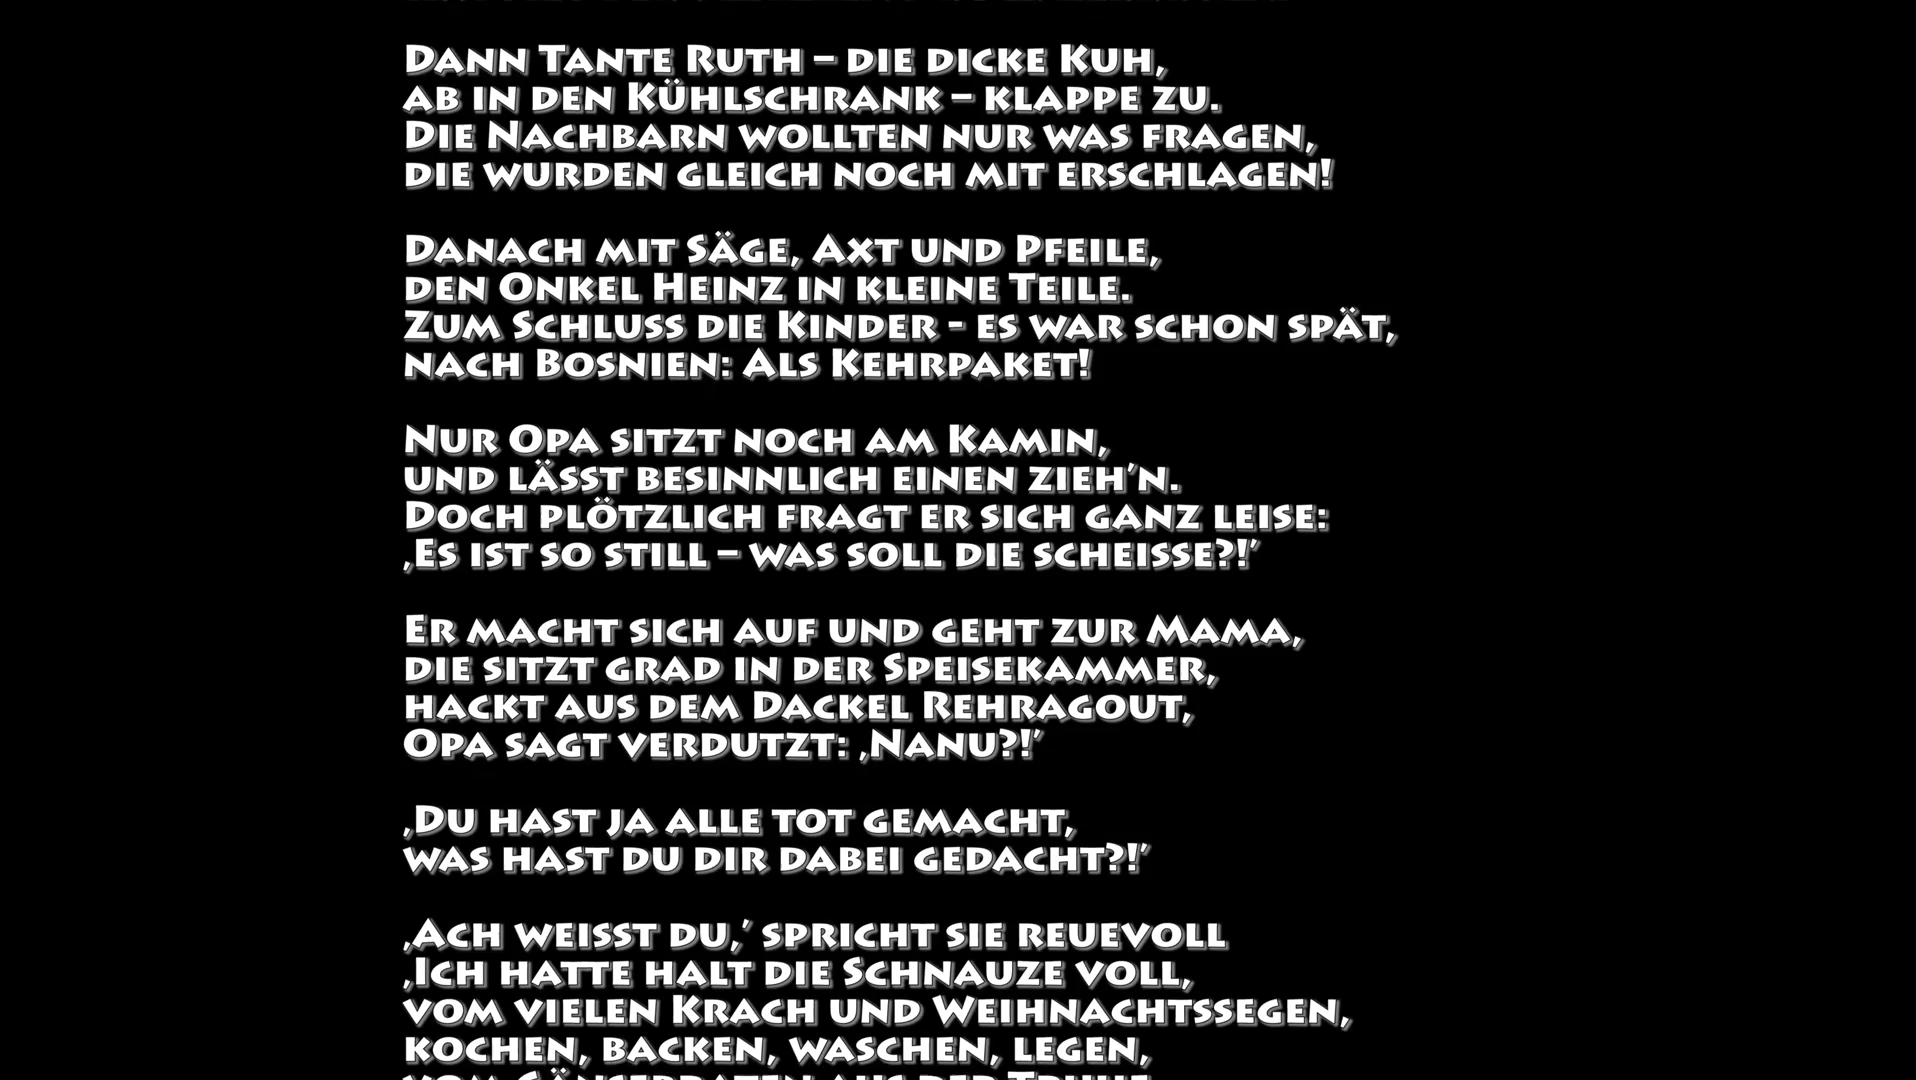 Dann Tante Ruth – die dicke Kuh,
ab in den Kühlschrank – klappe zu.
Die Nachbarn wollten nur was fragen,
die wurden gleich noch mit erschlagen!
Danach mit Säge, Axt und Pfeile,
den Onkel Heinz in kleine Teile.
Zum Schluss die Kinder - es war schon spät,
nach Bosnien: Als Kehrpaket!
Nur Opa sitzt noch am Kamin,
und lässt besinnlich einen zieh’n.
Doch plötzlich fragt er sich ganz leise:
‚Es ist so still – was soll die scheisse?!’
Er macht sich auf und geht zur Mama,
die sitzt grad in der Speisekammer,
hackt aus dem Dackel Rehragout,
Opa sagt verdutzt: ‚Nanu?!’
‚Du hast ja alle tot gemacht,
was hast du dir dabei gedacht?!’
‚Ach weisst du,’ spricht sie reuevoll
‚Ich hatte halt die Schnauze voll,
vom vielen Krach und Weihnachtssegen,
kochen, backen, waschen, legen,
vom Gänsebraten aus der Truhe